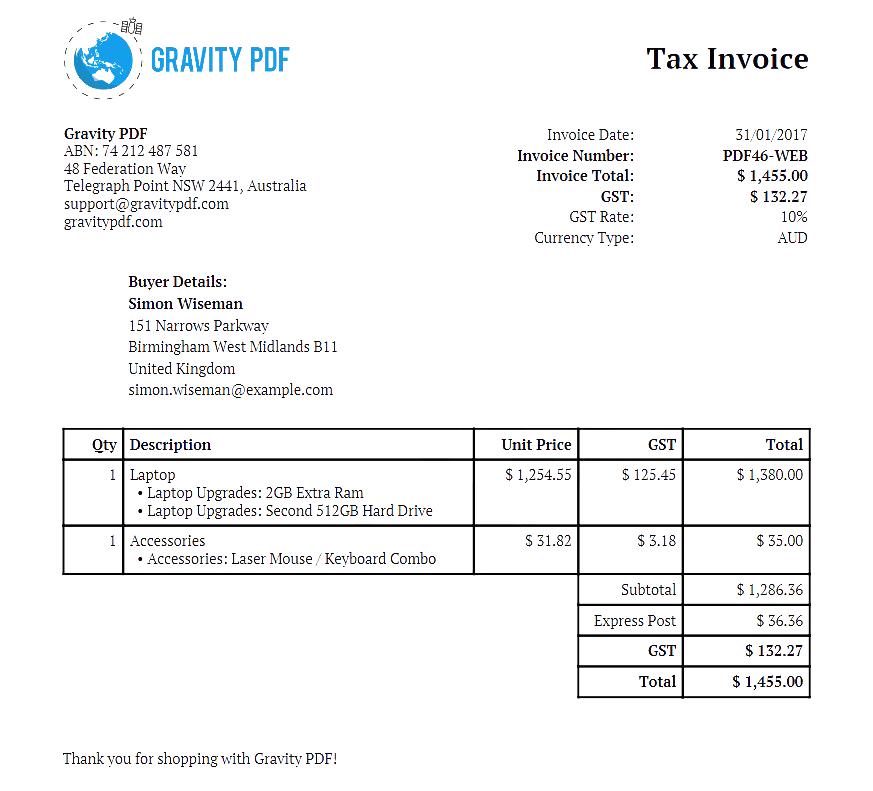 GRAVITY PDF
Tax Invoice
Gravity PDF
ABN: 74 212 487 581
48 Federation Way
Telegraph Point NSW 2441, Australia
support@gravitypdf.com
gravitypdf.com
Invoice Date: 31/01/2017
Invoice Number: PDF46-WEB
Invoice Total: $ 1,455.00
GST: $ 132.27
GST Rate: 10%
Currency Type: AUD
Buyer Details:
Simon Wiseman
151 Narrows Parkway
Birmingham West Midlands B11
United Kingdom
simon.wiseman@example.com
Qty Description Unit Price GST Total
1 Laptop $ 1,254.55 $ 125.45 $ 1,380.00
• Laptop Upgrades: 2GB Extra Ram
• Laptop Upgrades: Second 512GB Hard Drive
1 Accessories $ 31.82 $ 3.18 $ 35.00
• Accessories: Laser Mouse / Keyboard Combo
Subtotal $ 1,286.36
Express Post $ 36.36
GST $ 132.27
Total $ 1,455.00
Thank you for shopping with Gravity PDF!